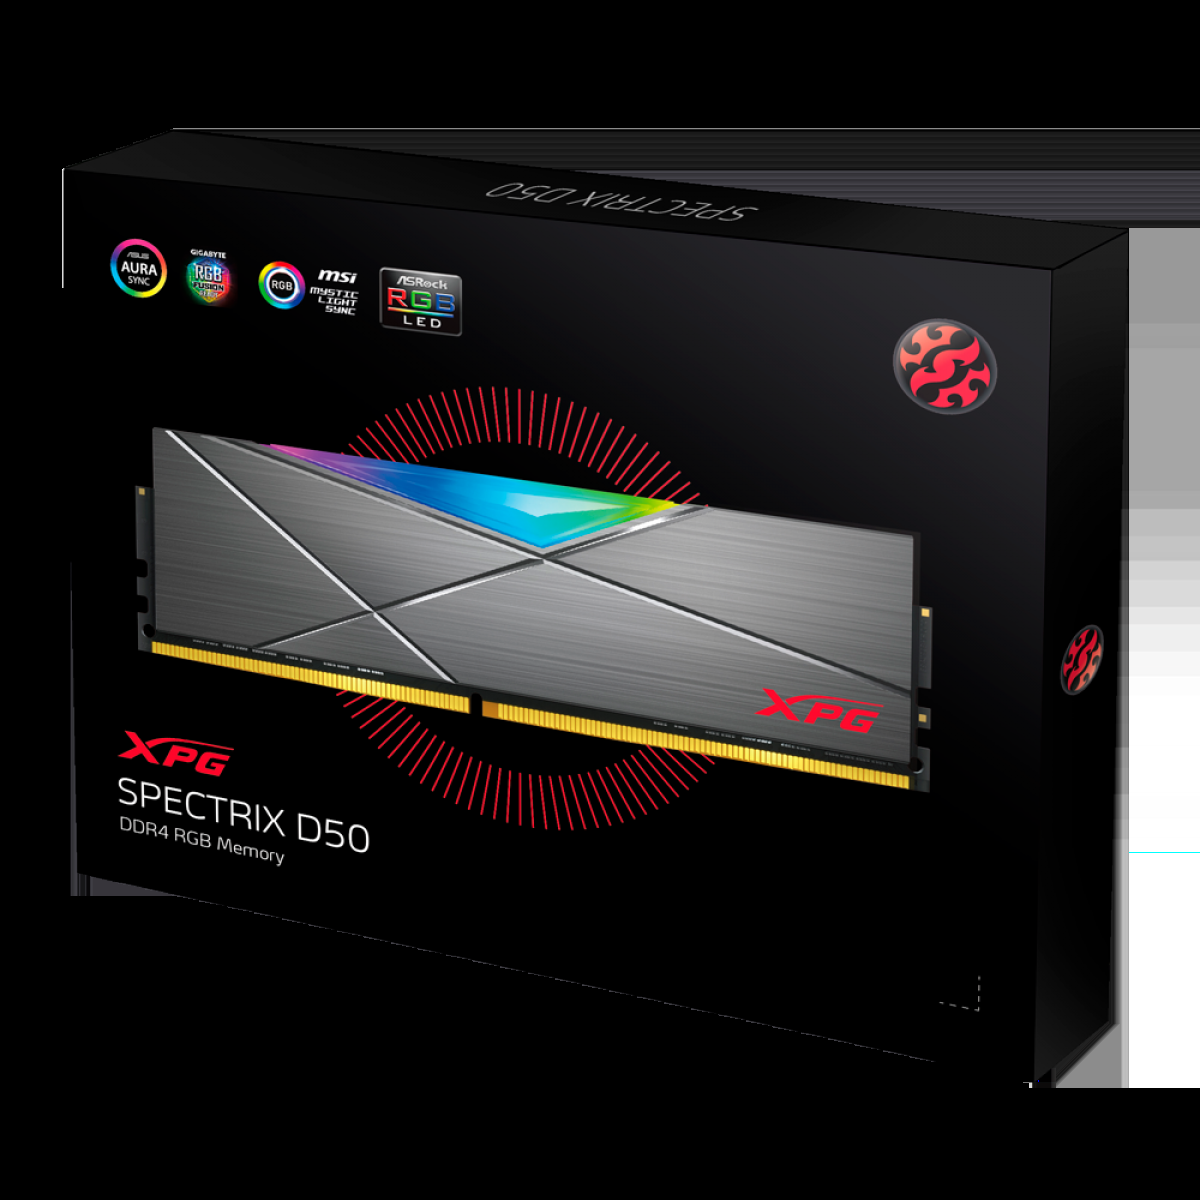 SPECTRIX D50
ASUS
AURA
SYNC
GIGABYTE
RGB
FUSION
RGB
msi
MYSTIC
LIGHT
SYNC
ASRock
RGB
LED
XPG
XPG
SPECTRIX D50
DDR4 RGB Memory